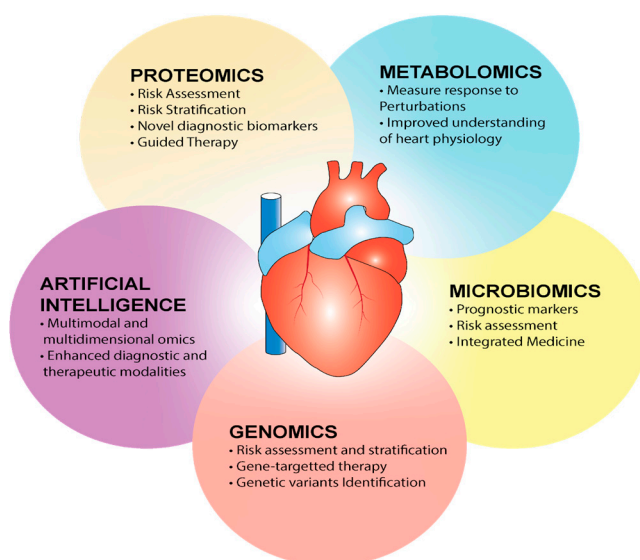 PROTEOMICS
• Risk Assessment
• Risk Stratification
• Novel diagnostic biomarkers
• Guided Therapy
METABOLOMICS
• Measure response to
Perturbations
• Improved understanding
of heart physiology
ARTIFICIAL
INTELLIGENCE
• Multimodal and
multidimensional omics
• Enhanced diagnostic and
therapeutic modalities
MICROBIOMICS
• Prognostic markers
• Risk assessment
• Integrated Medicine
GENOMICS
• Risk assessment and stratification
• Gene-targetted therapy
• Genetic variants Identification